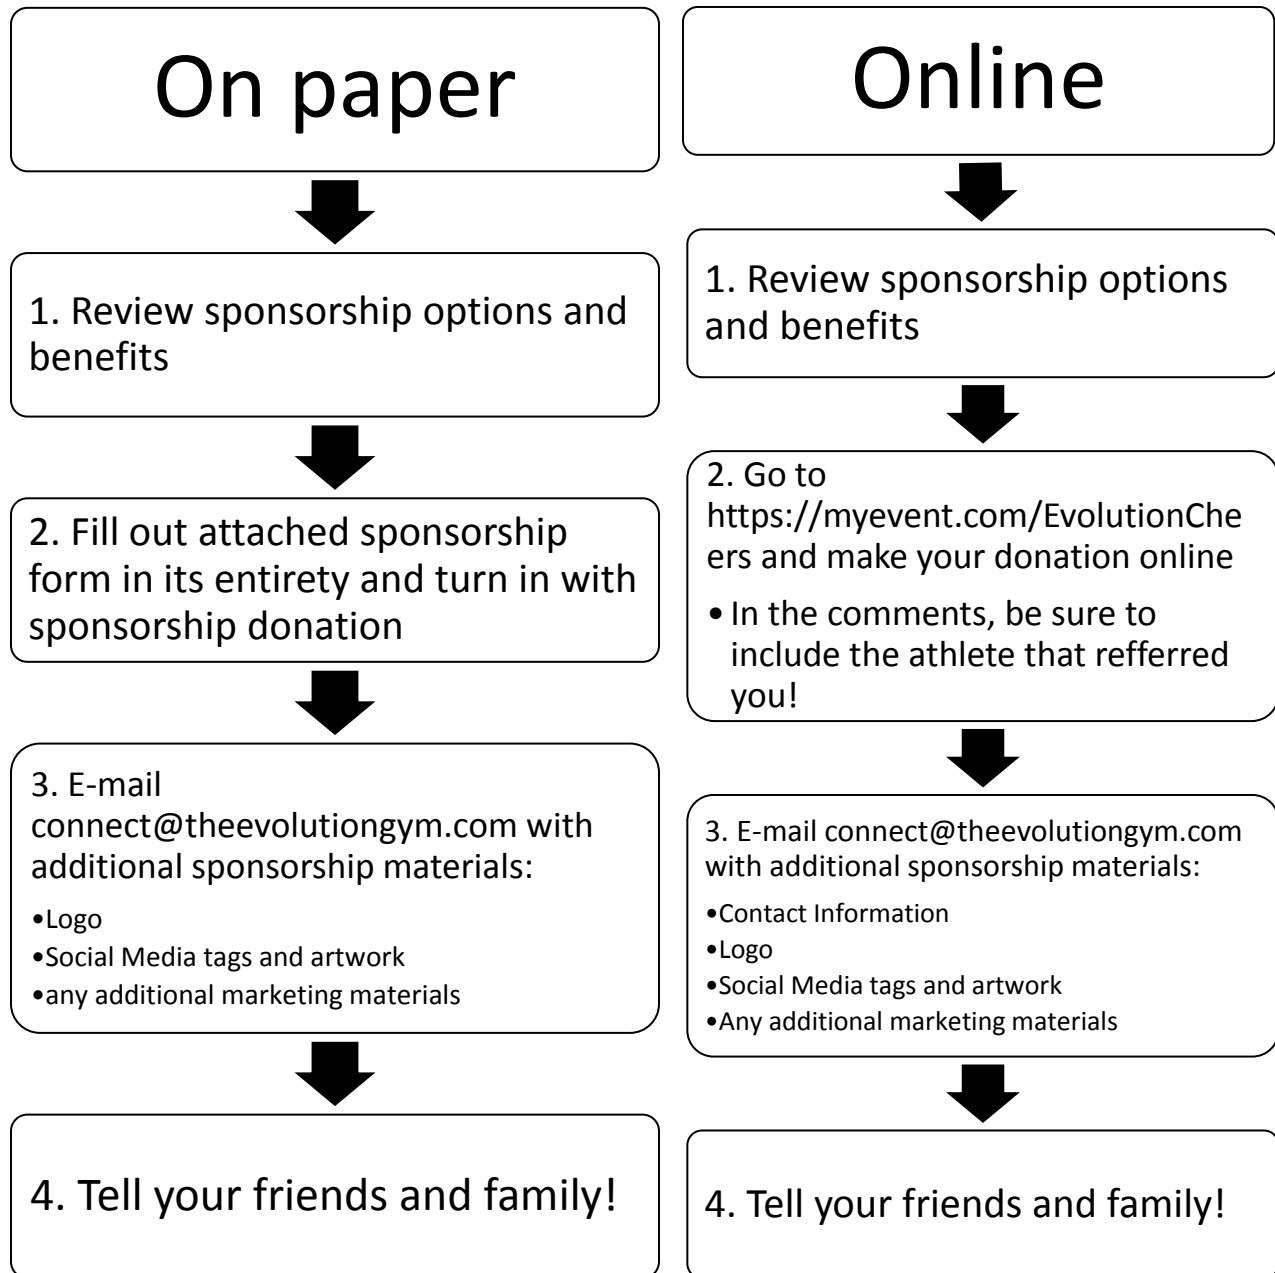 On paper
1. Review sponsorship options and
benefits
2. Fill out attached sponsorship
form in its entirety and turn in with
sponsorship donation
3. E-mail
connect@theevolutiongym.com with
additional sponsorship materials:
•Logo
•Social Media tags and artwork
•any additional marketing materials
4. Tell your friends and family!
Online
1. Review sponsorship options
and benefits
2. Go to
https://myevent.com/EvolutionChe
ers and make your donation online
• In the comments, be sure to
include the athlete that refferred
you!
3. E-mail connect@theevolutiongym.com
with additional sponsorship materials:
•Contact Information
•Logo
•Social Media tags and artwork
•Any additional marketing materials
4. Tell your friends and family!